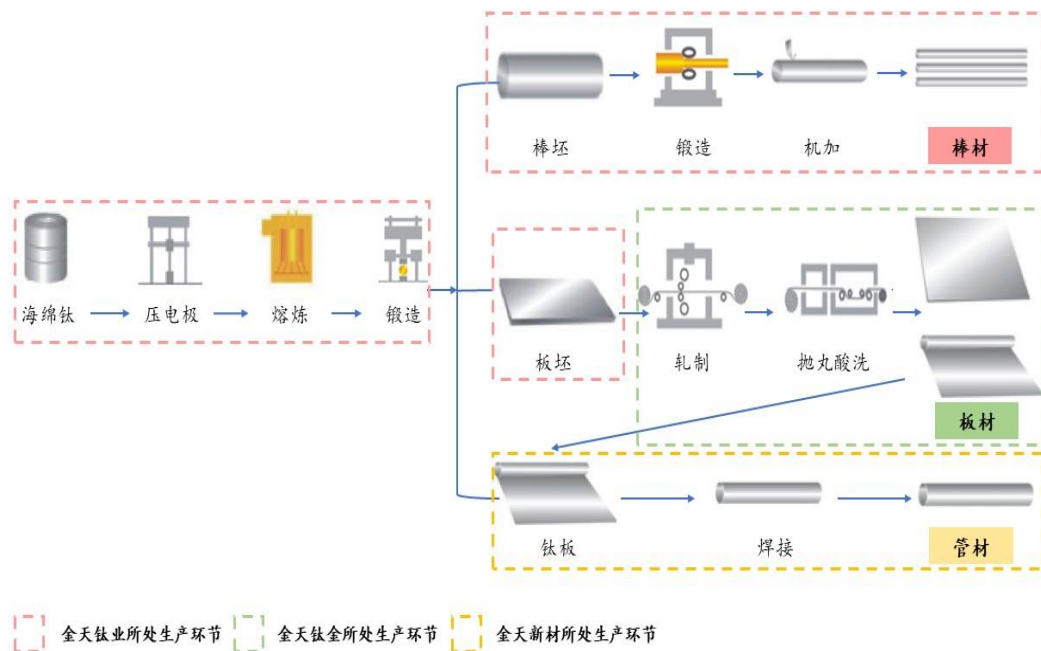 棒坯
锻造
机加
棒材
海绵钛
压电极
熔炼
锻造
板坯
轧制
抛丸酸洗
板材
钛板
焊接
管材
金天钛业所处生产环节
金天钛金所处生产环节
金天新材所处生产环节